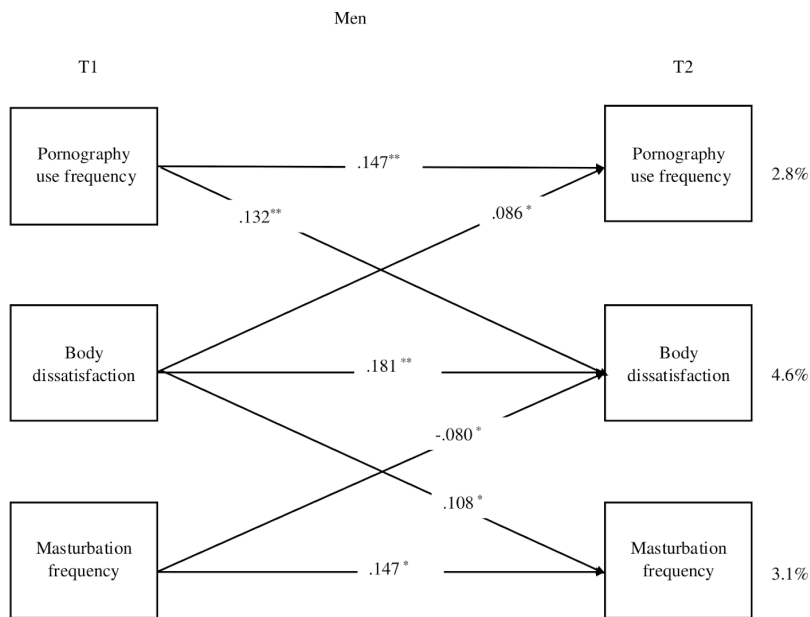 Men
T1
T2
Pornography
use frequency
.147**
Pornography
use frequency
2.8%
.132**
.086 *
Body
dissatisfaction
.181 **
Body
dissatisfaction
4.6%
-.080 *
.108 *
Masturbation
frequency
.147 *
Masturbation
frequency
3.1%